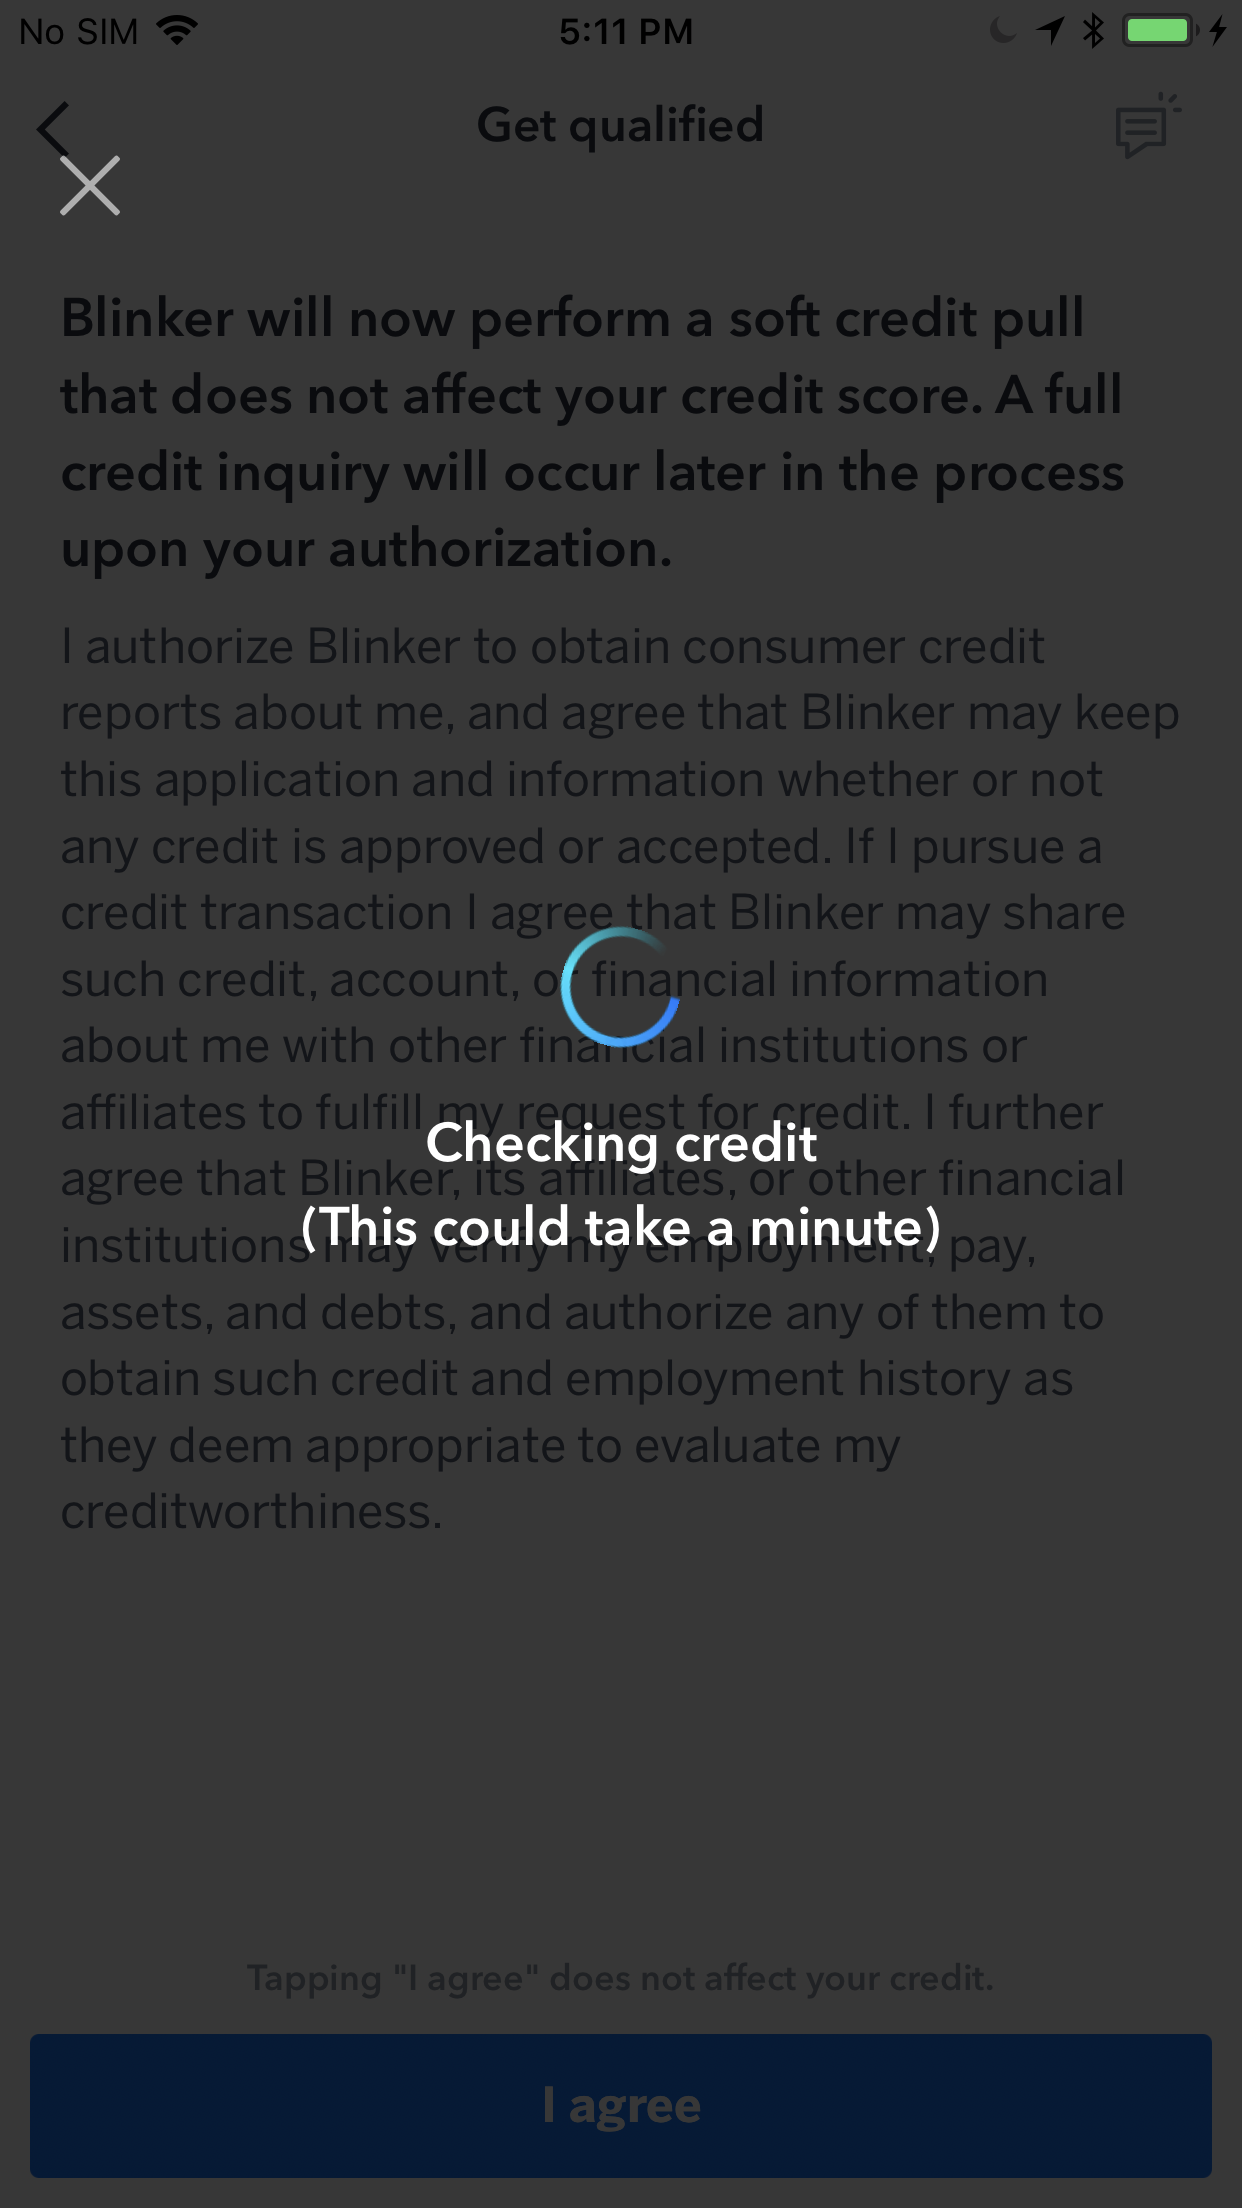 No SIM 5:11 PM
Get qualified
Blinker will now perform a soft credit pull
that does not affect your credit score. A full
credit inquiry will occur later in the process
upon your authorization.
I authorize Blinker to obtain consumer credit
reports about me, and agree that Blinker may keep
this application and information whether or not
any credit is approved or accepted. If I pursue a
credit transaction I agree that Blinker may share
such credit, account, or financial information
about me with other financial institutions or
affiliates to fulfill my request for credit. I further
agree that Blinker, its affiliates, or other financial
institutions may verify my employment, pay,
assets, and debts, and authorize any of them to
obtain such credit and employment history as
they deem appropriate to evaluate my
creditworthiness.
Checking credit
(This could take a minute)
Tapping "I agree" does not affect your credit.
I agree